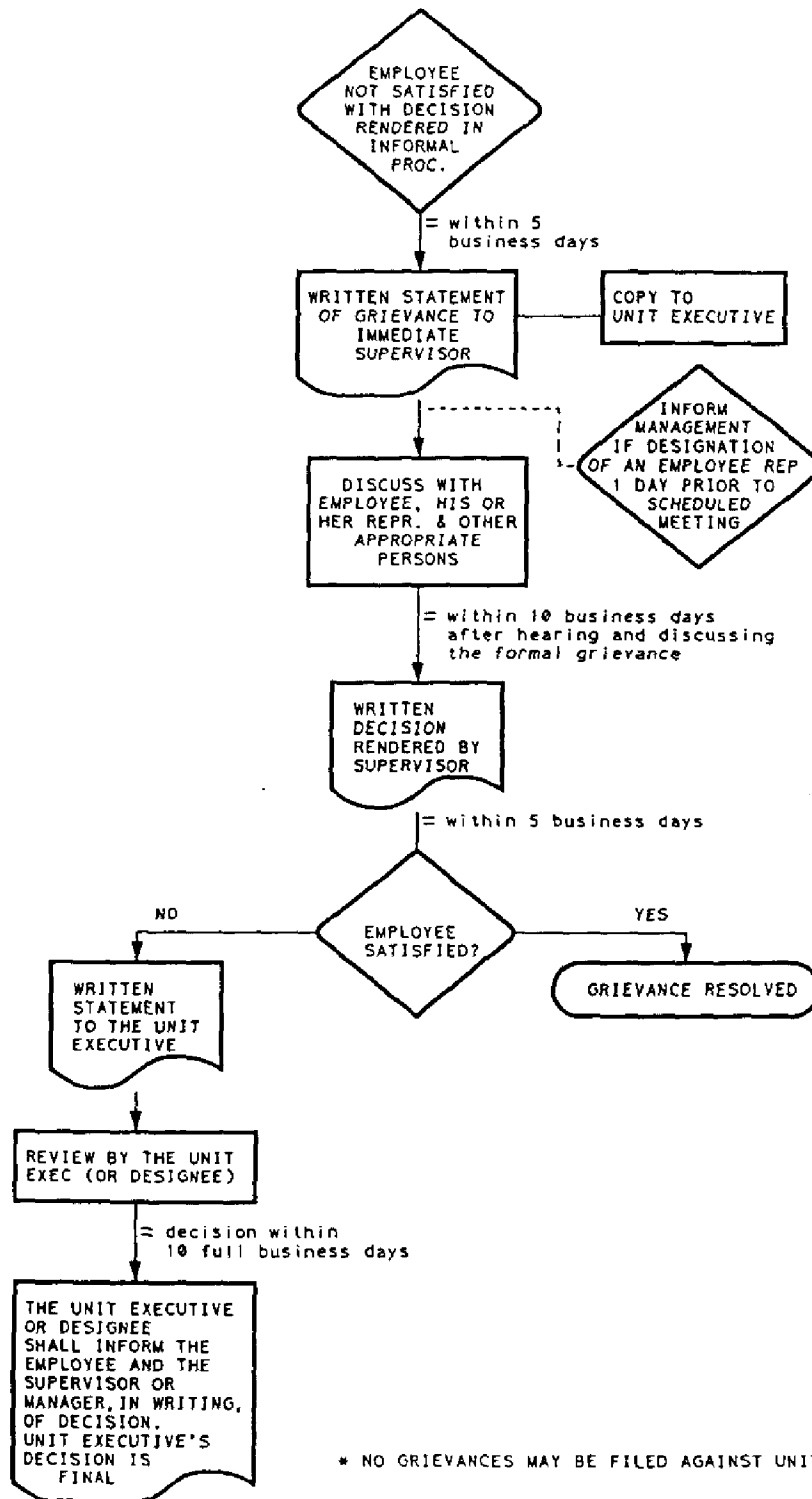 EMPLOYEE
NOT SATISFIED
WITH DECISION
RENDERED IN
INFORMAL
PROC.
= within 5
business days
WRITTEN STATEMENT
OF GRIEVANCE TO
IMMEDIATE
SUPERVISOR
COPY TO
UNIT EXECUTIVE
INFORM
MANAGEMENT
IF DESIGNATION
OF AN EMPLOYEE REP
1 DAY PRIOR TO
SCHEDULED
MEETING
DISCUSS WITH
EMPLOYEE, HIS OR
HER REPR. & OTHER
APPROPRIATE
PERSONS
= within 10 business days
after hearing and discussing
the formal grievance
WRITTEN
DECISION
RENDERED BY
SUPERVISOR
= within 5 business days
NO
EMPLOYEE
SATISFIED?
YES
WRITTEN
STATEMENT
TO THE UNIT
EXECUTIVE
GRIEVANCE RESOLVED
REVIEW BY THE UNIT
EXEC (OR DESIGNEE)
= decision within
10 full business days
THE UNIT EXECUTIVE
OR DESIGNEE
SHALL INFORM THE
EMPLOYEE AND THE
SUPERVISOR OR
MANAGER, IN WRITING,
OF DECISION.
UNIT EXECUTIVE'S
DECISION IS
FINAL
* NO GRIEVANCES MAY BE FILED AGAINST UNIT